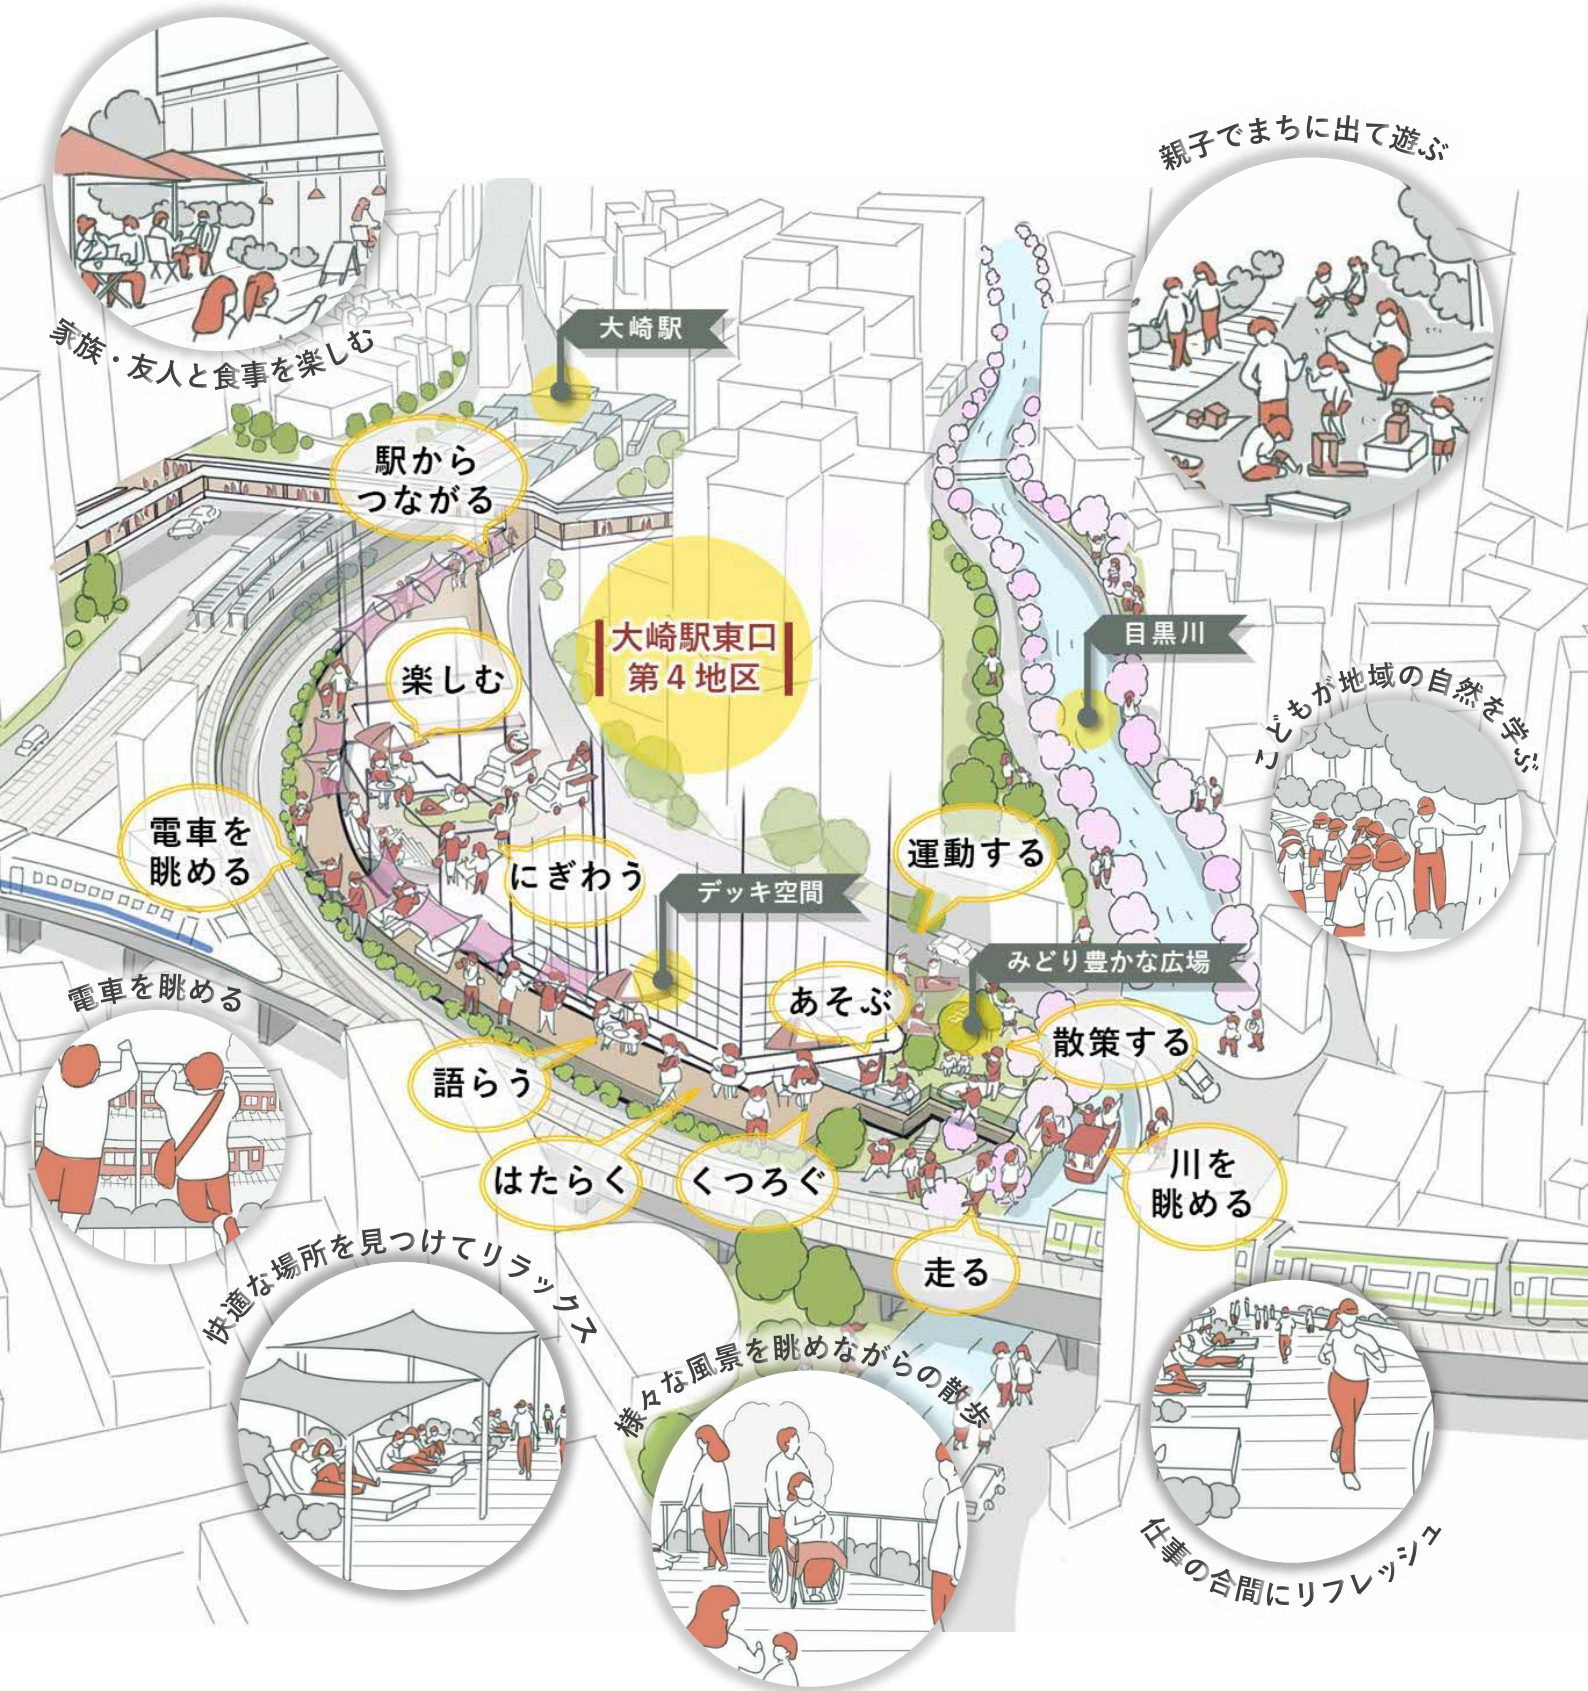 親子でまちに出て遊ぶ
家族・友人と食事を楽しむ
大崎駅
駅から
つながる
大崎駅東口
第4地区
目黒川
楽しむ
こどもが地域の自然を学ぶ
電車を
眺める
にぎわう
運動する
デッキ空間
みどり豊かな広場
電車を眺める
あそぶ
散策する
語らう
はたらく
くつろぐ
川を
眺める
走る
快適な場所を見つけてリラックス
様々な風景を眺めながらの散歩
仕事の合間にリフレッシュ